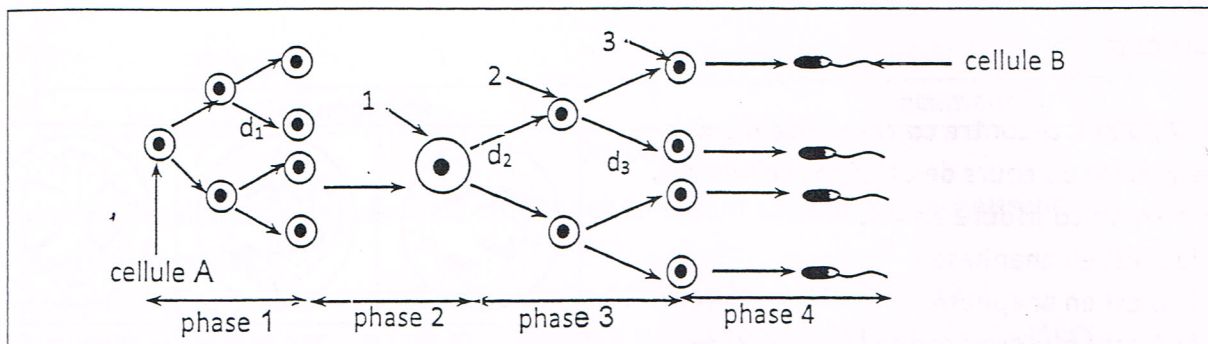 3
cellule B
2
1
d₁
d₂
d₃
cellule A
phase 1
phase 2
phase 3
phase 4